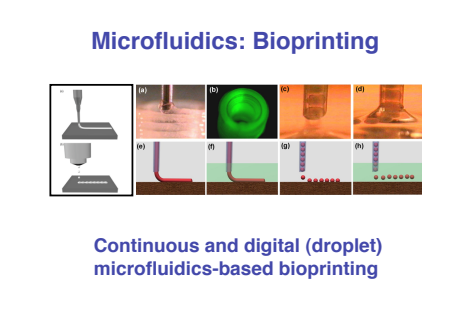 Microfluidics: Bioprinting
(a) (b) (c) (d)
(e) (f) (g) (h)
Continuous and digital (droplet)
microfluidics-based bioprinting